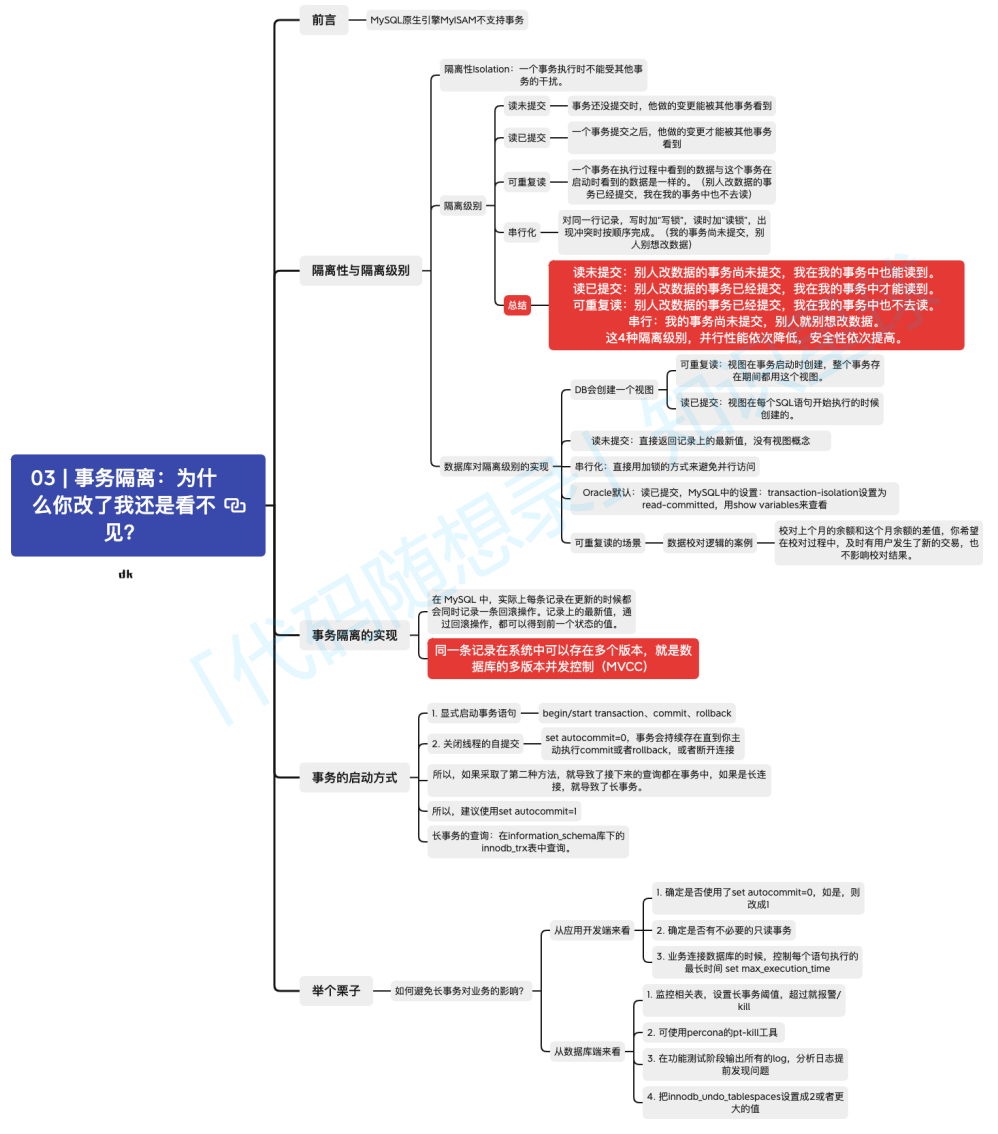 前言
MySQL原生引擎MyISAM不支持事务
隔离性Isolation：一个事务执行时不能受其他事
务的干扰。
读未提交
事务还没提交时，他做的变更能被其他事务看到
读已提交
一个事务提交之后，他做的变更才能被其他事务
看到
可重复读
一个事务在执行过程中看到的数据与这个事务在
启动时看到的数据是一样的。（别人改数据的事
务已经提交，我在我的事务中也不去读）
隔离级别
串行化
对同一行记录，写时加“写锁”，读时加“读锁”，出
现冲突时按顺序完成。（我的事务尚未提交，别
人别想改数据）
隔离性与隔离级别
总结
读未提交：别人改数据的事务尚未提交，我在我的事务中也能读到。
读已提交：别人改数据的事务已经提交，我在我的事务中才能读到。
可重复读：别人改数据的事务已经提交，我在我的事务中也不去读。
串行：我的事务尚未提交，别人就别想改数据。
这4种隔离级别，并行性能依次降低，安全性依次提高。
DB会创建一个视图
可重复读：视图在事务启动时创建，整个事务存
在期间都用这个视图。
读已提交：视图在每个SQL语句开始执行的时候
创建的。
读未提交：直接返回记录上的最新值，没有视图概念
数据库对隔离级别的实现
串行化：直接用加锁的方式来避免并行访问
Oracle默认：读已提交，MySQL中的设置：transaction-isolation设置为
read-committed，用show variables来查看
可重复读的场景
数据校对逻辑的案例
校对上个月的余额和这个月余额的差值，你希望
在校对过程中，及时有用户发生了新的交易，也
不影响校对结果。
03 | 事务隔离：为什
么你改了我还是看不
见？
dk
事务隔离的实现
在 MySQL 中，实际上每条记录在更新的时候都
会同时记录一条回滚操作。记录上的最新值，通
过回滚操作，都可以得到前一个状态的值。
同一条记录在系统中可以存在多个版本，就是数
据库的多版本并发控制（MVCC）
事务的启动方式
1. 显式启动事务语句
begin/start transaction、commit、rollback
2. 关闭线程的自提交
set autocommit=0，事务会持续存在直到你主
动执行commit或者rollback，或者断开连接
所以，如果采取了第二种方法，就导致了接下来的查询都在事务中，如果是长连
接，就导致了长事务。
所以，建议使用set autocommit=1
长事务的查询：在information_schema库下的
innodb_trx表中查询。
举个栗子
如何避免长事务对业务的影响？
从应用开发端来看
1. 确定是否使用了set autocommit=0，如是，则
改成1
2. 确定是否有不必要的只读事务
3. 业务连接数据库的时候，控制每个语句执行的
最长时间 set max_execution_time
从数据库端来看
1. 监控相关表，设置长事务阈值，超过就报警/
kill
2. 可使用percona的pt-kill工具
3. 在功能测试阶段输出所有的log，分析日志提
前发现问题
4. 把innodb_undo_tablespaces设置成2或者更
大的值
「代码随想录」知识星球